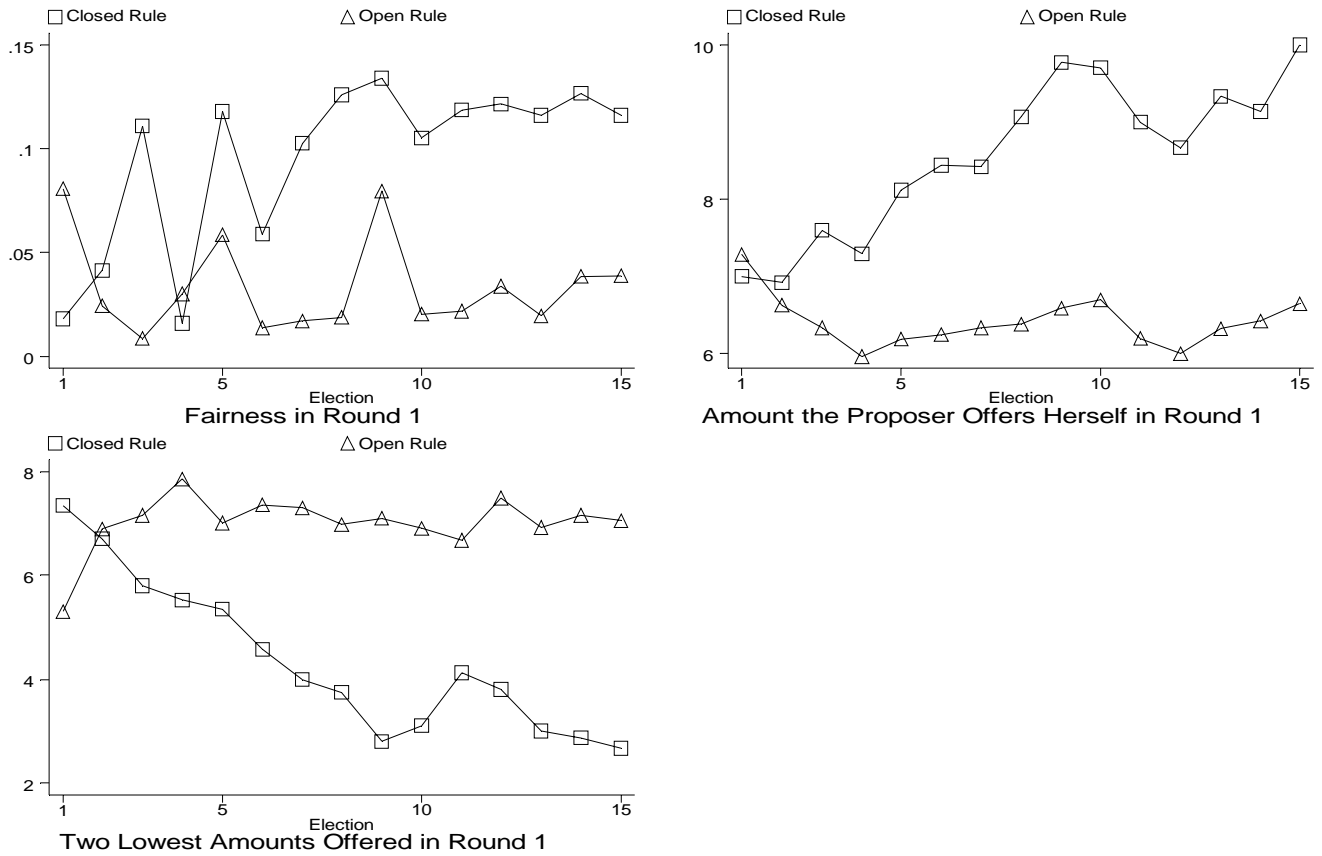 Closed Rule Open Rule
.15
.1
.05
0
1 5 10 15
Election
Fairness in Round 1
Closed Rule Open Rule
10
8
6
1 5 10 15
Election
Amount the Proposer Offers Herself in Round 1
Closed Rule Open Rule
8
6
4
2
1 5 10 15
Election
Two Lowest Amounts Offered in Round 1